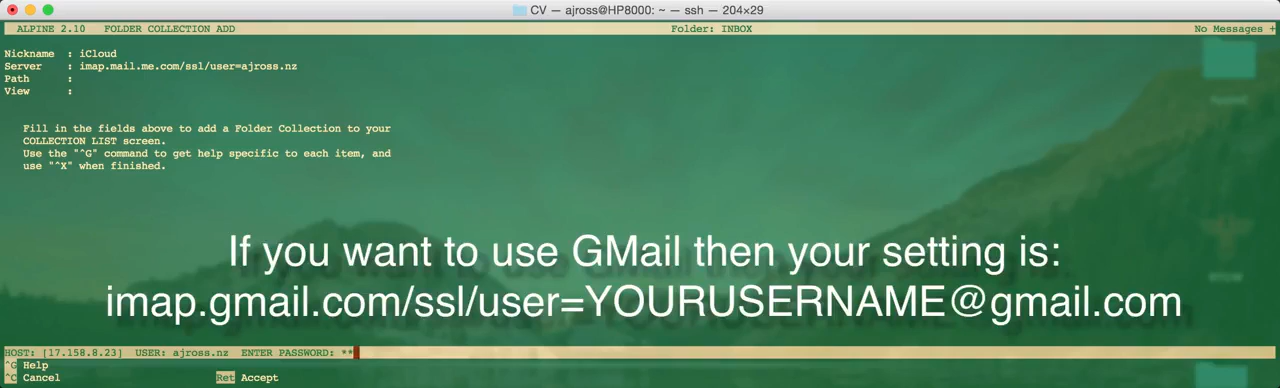 CV — ajross@HP8000: ~ — ssh — 204×29
ALPINE 2.10 FOLDER COLLECTION ADD Folder: INBOX No Messages +
Nickname : iCloud
Server : imap.mail.me.com/ssl/user=ajross.nz
Path :
View :
Fill in the fields above to add a Folder Collection to your
COLLECTION LIST screen.
Use the "^G" command to get help specific to each item, and
use "^X" when finished.
If you want to use GMail then your setting is:
imap.gmail.com/ssl/user=YOURUSERNAME@gmail.com
HOST: [17.158.8.23] USER: ajross.nz ENTER PASSWORD: **
^G Help
^C Cancel Ret Accept